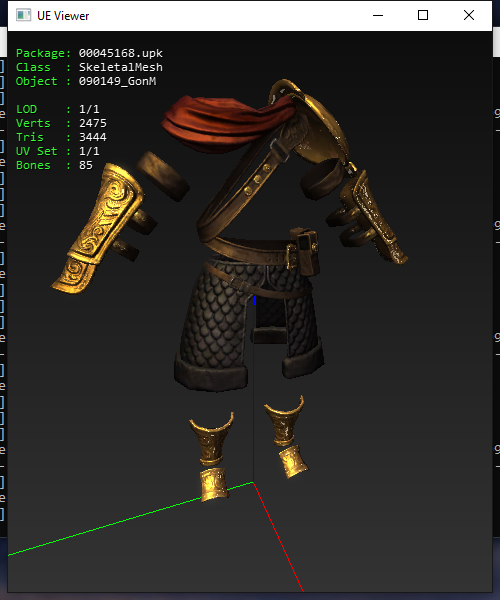 UE Viewer
Package: 00045168.upk
Class : SkeletalMesh
Object : 090149_GonM
LOD : 1/1
Verts : 2475
Tris : 3444
UV Set : 1/1
Bones : 85